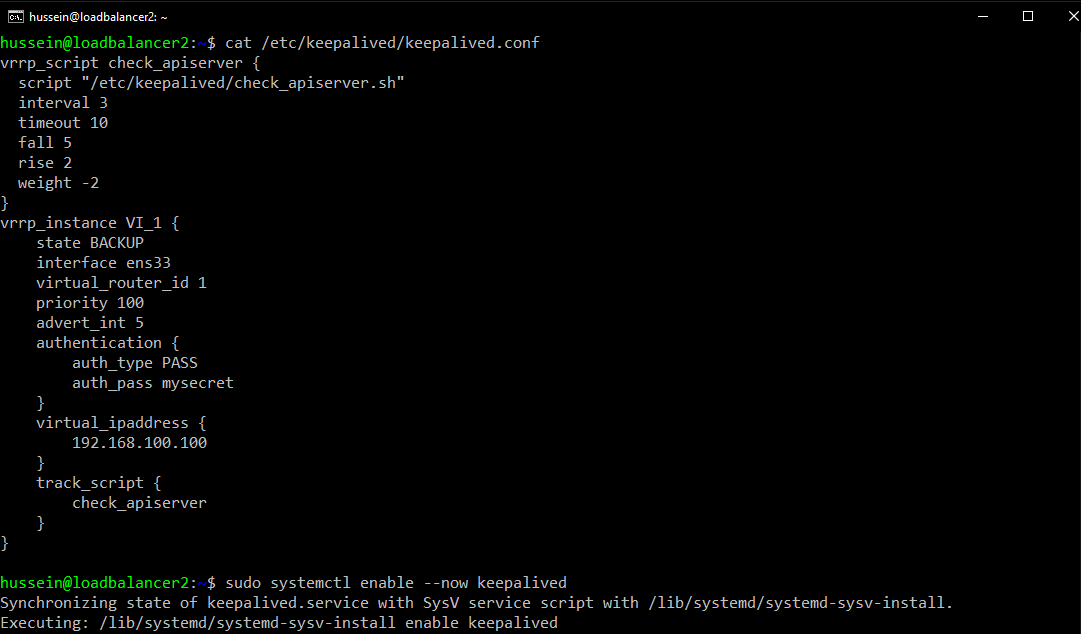 hussein@loadbalancer2: ~
hussein@loadbalancer2:~$ cat /etc/keepalived/keepalived.conf
vrrp_script check_apiserver {
  script "/etc/keepalived/check_apiserver.sh"
  interval 3
  timeout 10
  fall 5
  rise 2
  weight -2
}
vrrp_instance VI_1 {
    state BACKUP
    interface ens33
    virtual_router_id 1
    priority 100
    advert_int 5
    authentication {
        auth_type PASS
        auth_pass mysecret
    }
    virtual_ipaddress {
        192.168.100.100
    }
    track_script {
        check_apiserver
    }
}
hussein@loadbalancer2:~$ sudo systemctl enable --now keepalived
Synchronizing state of keepalived.service with SysV service script with /lib/systemd/systemd-sysv-install.
Executing: /lib/systemd/systemd-sysv-install enable keepalived